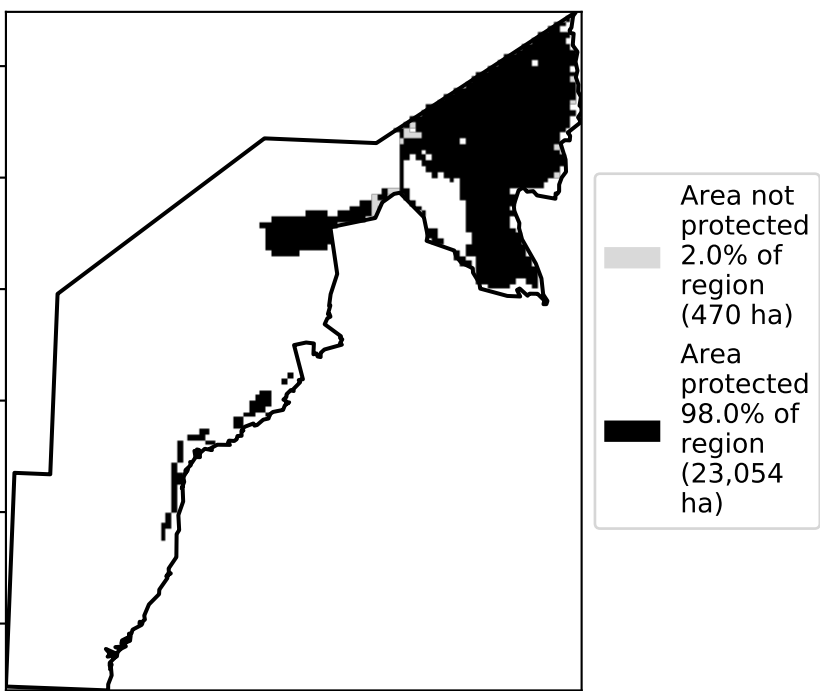 Area not
protected
2.0% of
region
(470 ha)
Area
protected
98.0% of
region
(23,054
ha)